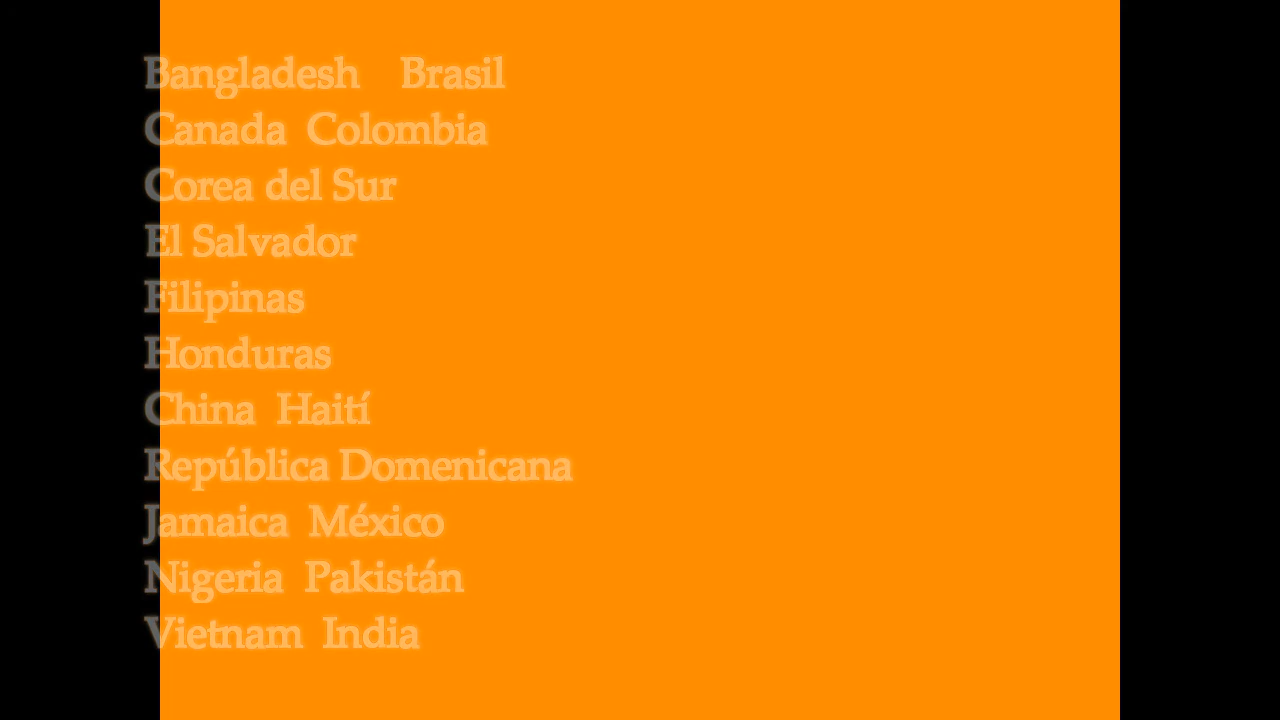 Bangladesh Brasil
Canada Colombia
Corea del Sur
El Salvador
Filipinas
Honduras
China Haití
República Domenicana
Jamaica México
Nigeria Pakistán
Vietnam India